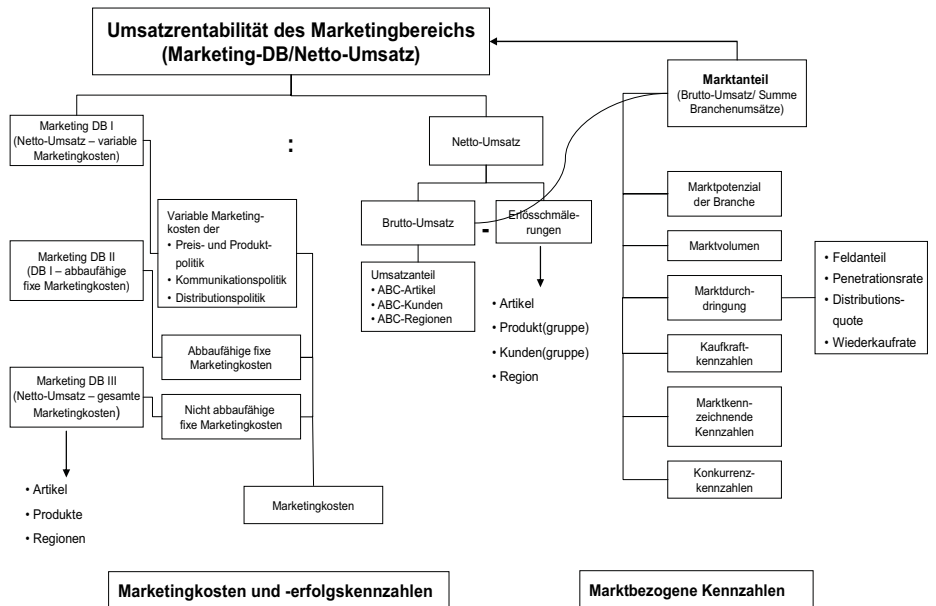 Umsatzrentabilität des Marketingbereichs
(Marketing-DB/Netto-Umsatz)
Marktanteil
(Brutto-Umsatz/ Summe
Branchenumsätze)
Marketing DB I
(Netto-Umsatz – variable
Marketingkosten)
:
Netto-Umsatz
Variable Marketing-
kosten der
• Preis- und Produkt-
politik
• Kommunikationspolitik
• Distributionspolitik
Brutto-Umsatz
-
Erlösschmäle-
rungen
Marktpotenzial
der Branche
Marketing DB II
(DB I – abbaufähige
fixe Marketingkosten)
Umsatzanteil
• ABC-Artikel
• ABC-Kunden
• ABC-Regionen
Marktvolumen
• Artikel
• Produkt(gruppe)
• Kunden(gruppe)
• Region
Marktdurch-
dringung
• Feldanteil
• Penetrationsrate
• Distributions-
quote
• Wiederkaufrate
Abbaufähige fixe
Marketingkosten
Kaufkraft-
kennzahlen
Marketing DB III
(Netto-Umsatz – gesamte
Marketingkosten)
Nicht abbaufähige
fixe Marketingkosten
Marktkenn-
zeichnende
Kennzahlen
• Artikel
• Produkte
• Regionen
Marketingkosten
Konkurrenz-
kennzahlen
Marketingkosten und -erfolgskennzahlen
Marktbezogene Kennzahlen